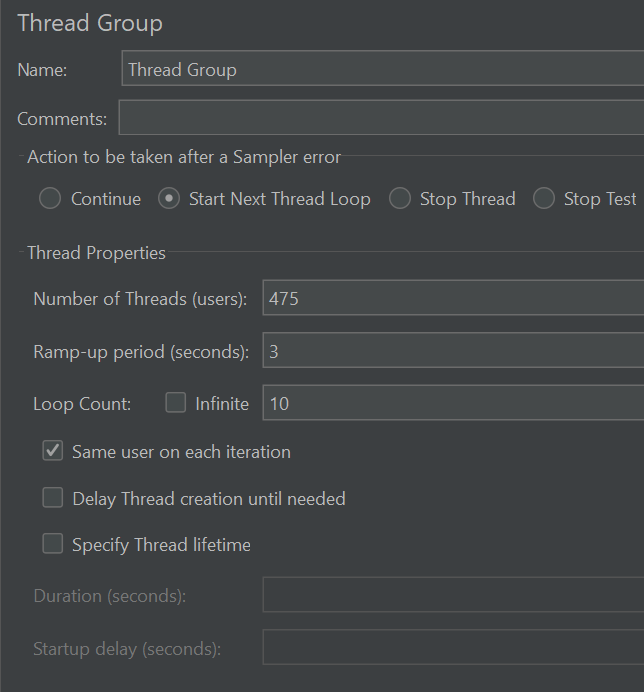 Thread Group
Name: Thread Group
Comments:
Action to be taken after a Sampler error
Continue Start Next Thread Loop Stop Thread Stop Test
Thread Properties
Number of Threads (users): 475
Ramp-up period (seconds): 3
Loop Count: Infinite 10
Same user on each iteration
Delay Thread creation until needed
Specify Thread lifetime
Duration (seconds):
Startup delay (seconds):